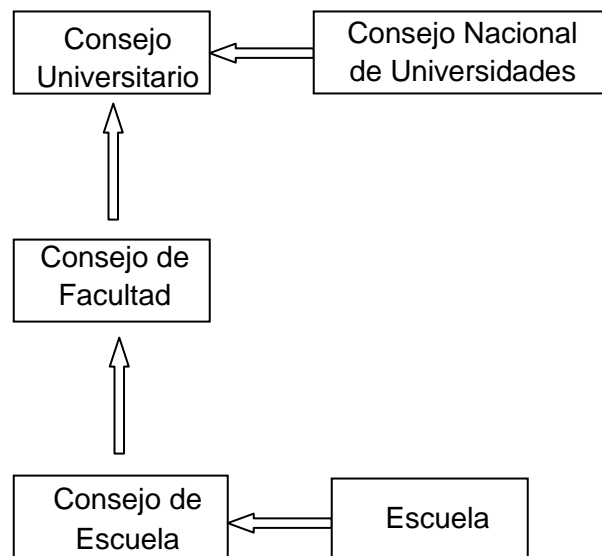 Consejo
Universitario
Consejo Nacional
de Universidades
Consejo de
Facultad
Consejo de
Escuela
Escuela